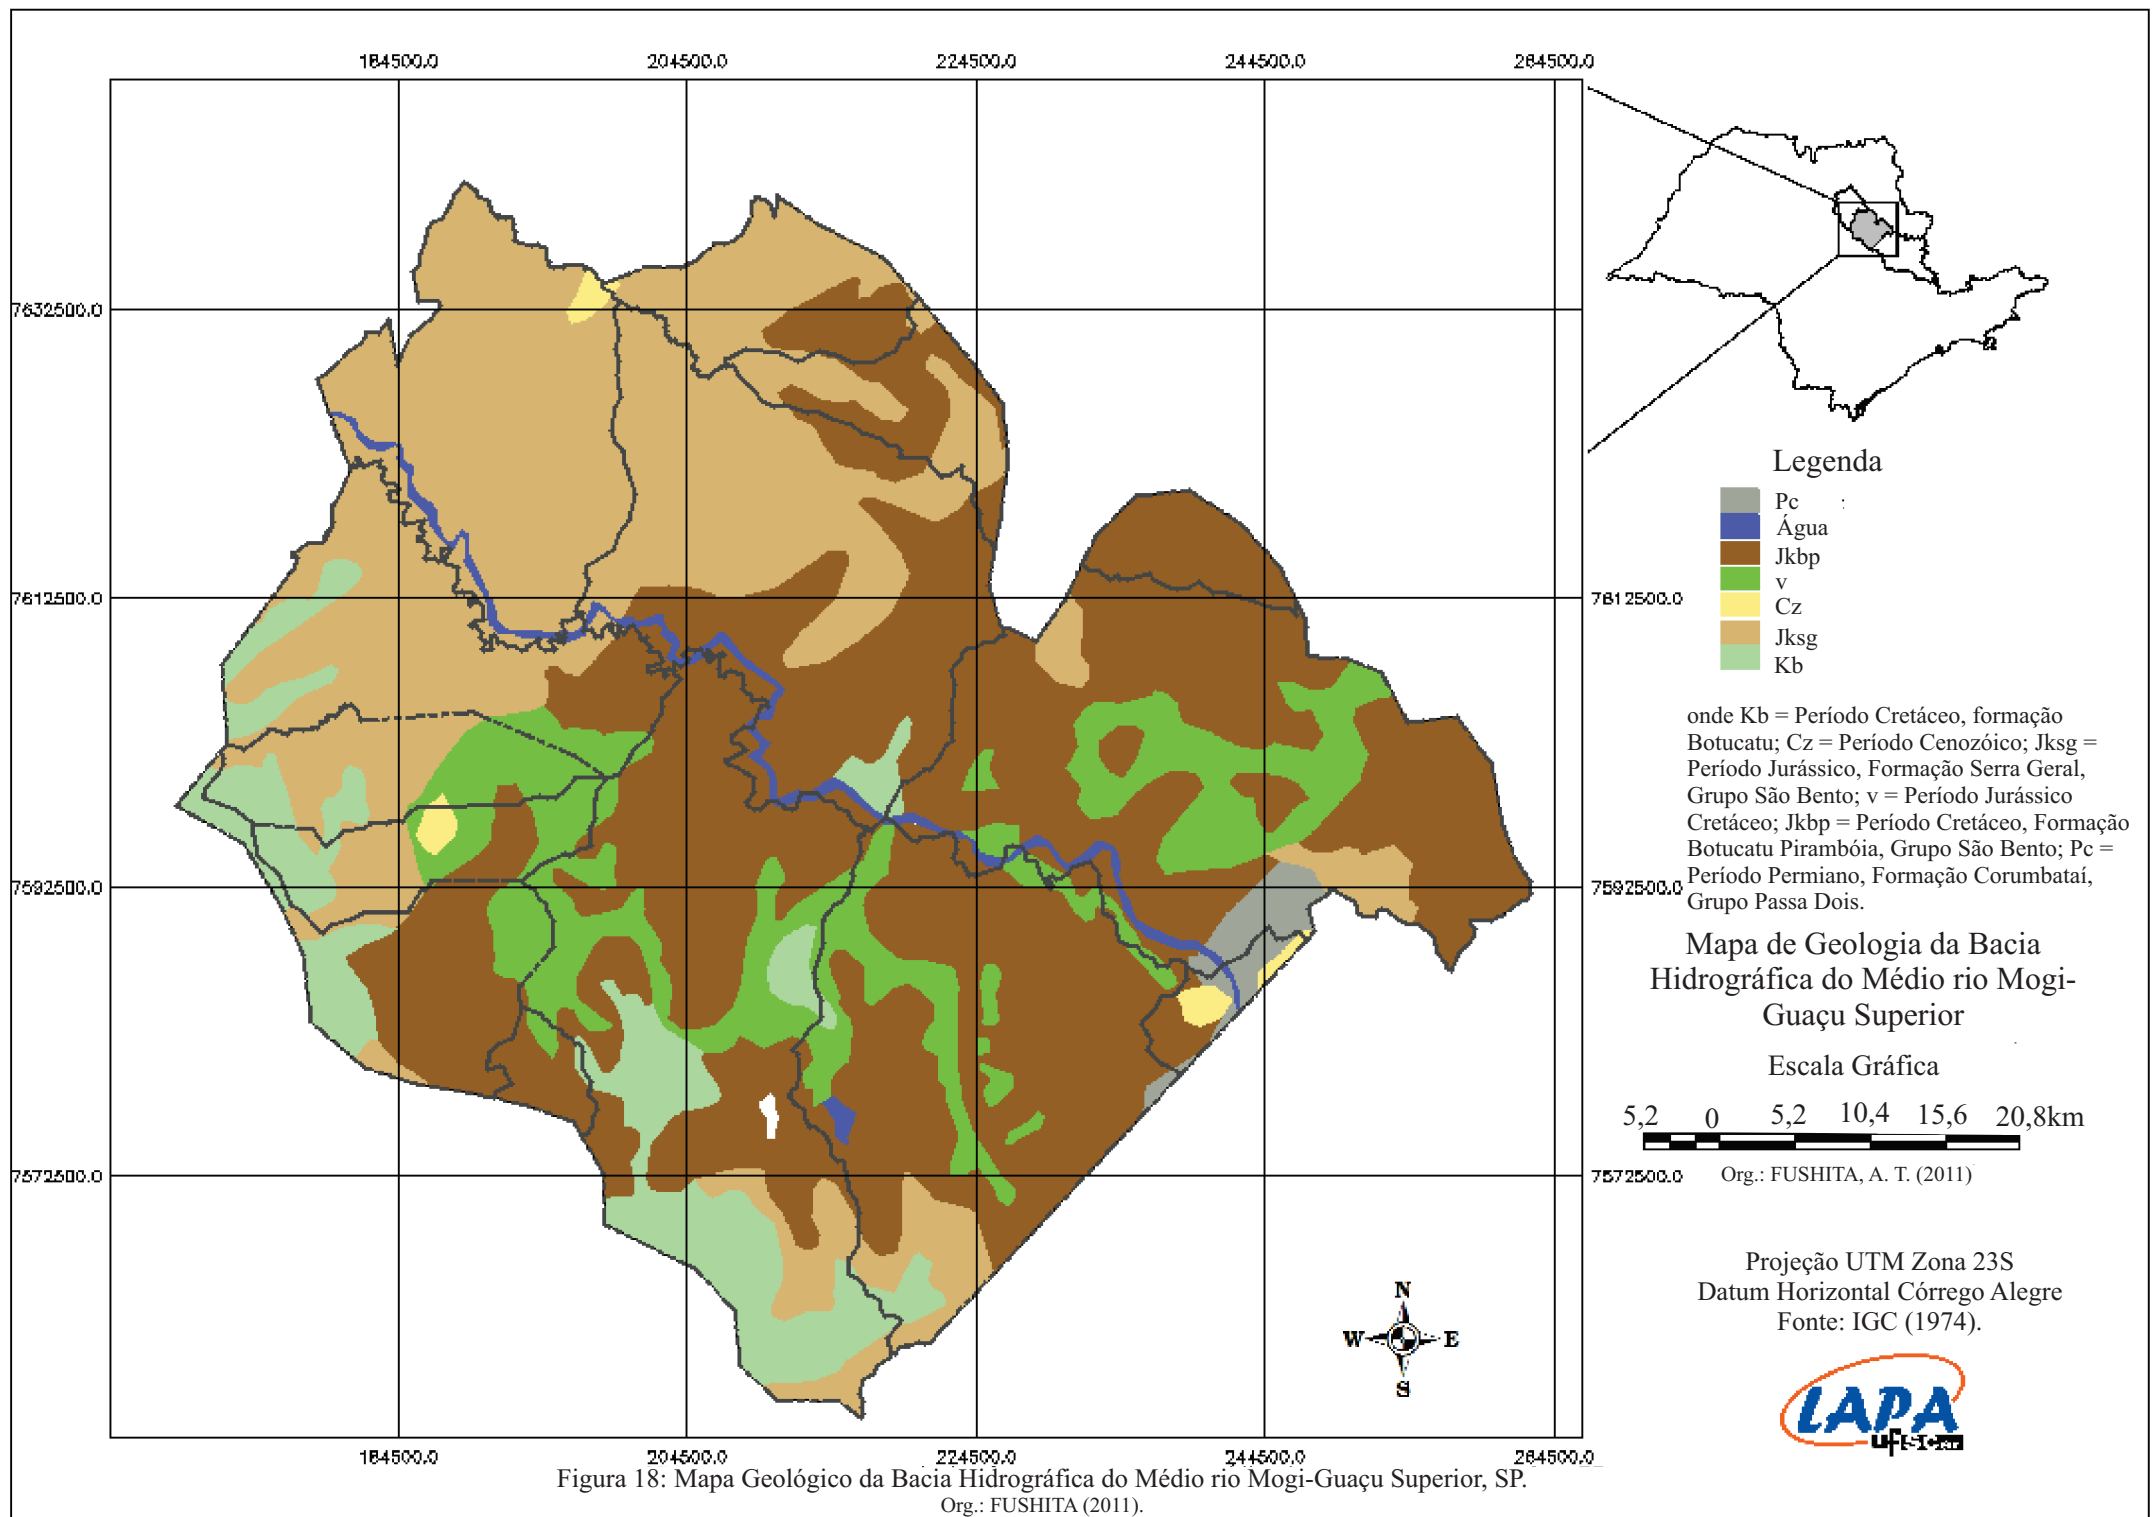 184500.0 204500.0 224500.0 244500.0 264500.0
7632500.0
7612500.0 7612500.0
7592500.0 7592500.0
7572500.0 7572500.0
184500.0 204500.0 224500.0 244500.0 264500.0
N
W E
S
Legenda
Pc :
Água
Jkbp
v
Cz
Jksg
Kb
onde Kb = Período Cretáceo, formação
Botucatu; Cz = Período Cenozóico; Jksg =
Período Jurássico, Formação Serra Geral,
Grupo São Bento; v = Período Jurássico
Cretáceo; Jkbp = Período Cretáceo, Formação
Botucatu Pirambóia, Grupo São Bento; Pc =
Período Permiano, Formação Corumbataí,
Grupo Passa Dois.
Mapa de Geologia da Bacia
Hidrográfica do Médio rio Mogi-
Guaçu Superior
Escala Gráfica
5,2 0 5,2 10,4 15,6 20,8km
Org.: FUSHITA, A. T. (2011)
Projeção UTM Zona 23S
Datum Horizontal Córrego Alegre
Fonte: IGC (1974).
LAPA
Figura 18: Mapa Geológico da Bacia Hidrográfica do Médio rio Mogi-Guaçu Superior, SP.
Org.: FUSHITA (2011).